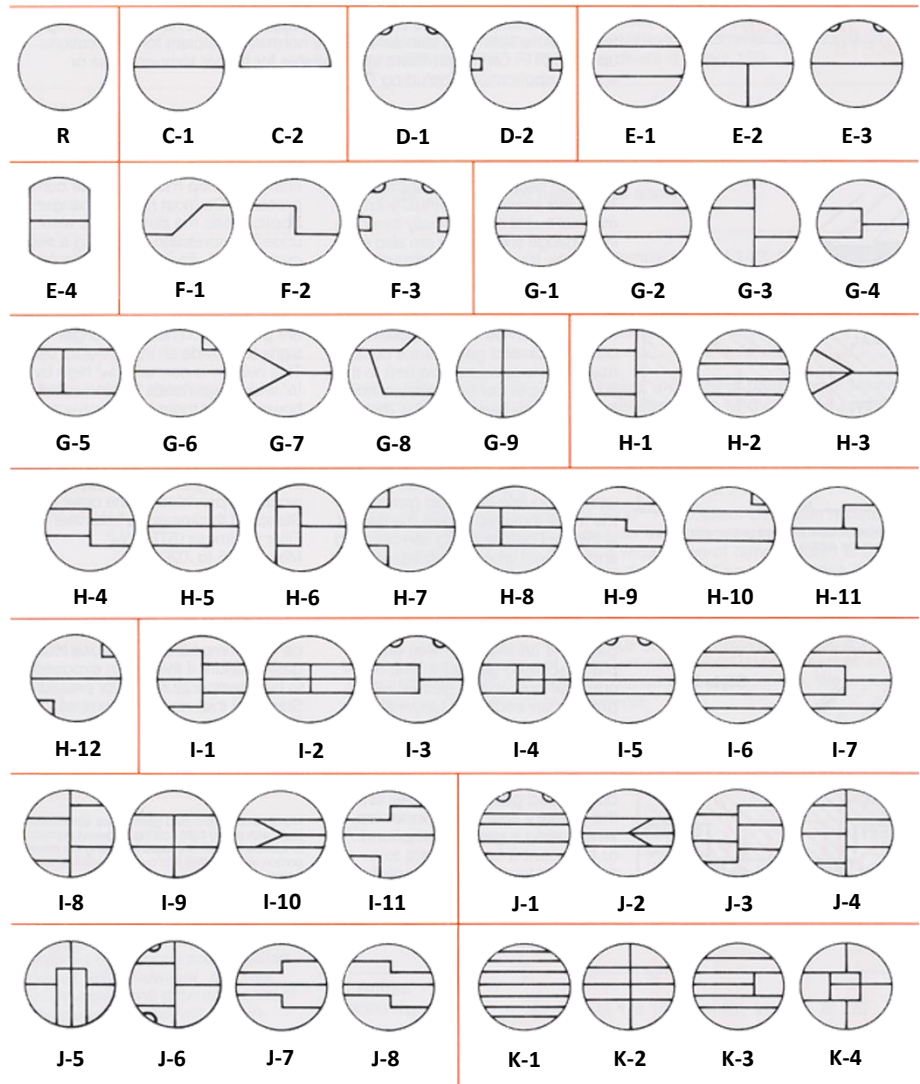 R C-1 C-2 D-1 D-2 E-1 E-2 E-3
E-4 F-1 F-2 F-3 G-1 G-2 G-3 G-4
G-5 G-6 G-7 G-8 G-9 H-1 H-2 H-3
H-4 H-5 H-6 H-7 H-8 H-9 H-10 H-11
H-12 I-1 I-2 I-3 I-4 I-5 I-6 I-7
I-8 I-9 I-10 I-11 J-1 J-2 J-3 J-4
J-5 J-6 J-7 J-8 K-1 K-2 K-3 K-4